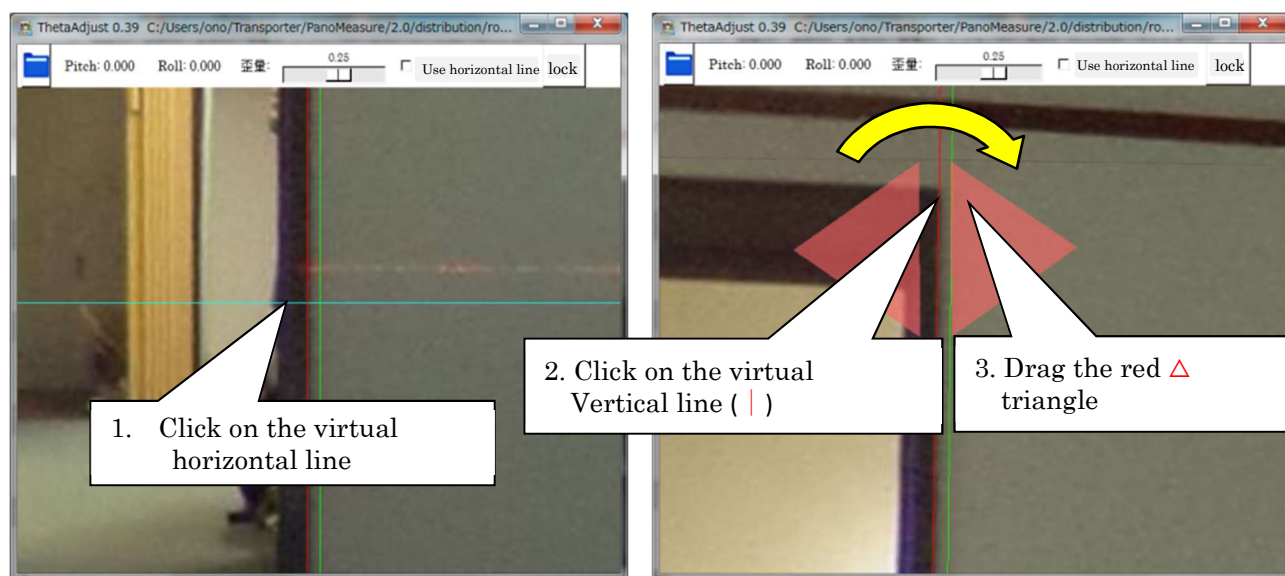 ThetaAdjust 0.39 C:/Users/ono/Transporter/PanoMeasure/2.0/distribution/ro...
Pitch: 0.000 Roll: 0.000 歪量: 0.25 Use horizontal line lock
1. Click on the virtual
horizontal line
ThetaAdjust 0.39 C:/Users/ono/Transporter/PanoMeasure/2.0/distribution/ro...
Pitch: 0.000 Roll: 0.000 歪量: 0.25 Use horizontal line lock
2. Click on the virtual
Vertical line (｜)
3. Drag the red △
triangle